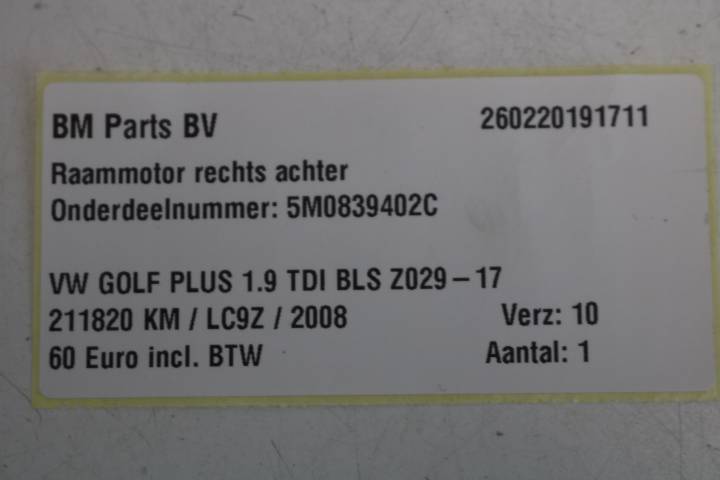 BM Parts BV 260220191711
Raammotor rechts achter
Onderdeelnummer: 5M0839402C
VW GOLF PLUS 1.9 TDI BLS Z029-17
211820 KM / LC9Z / 2008 Verz: 10
60 Euro incl. BTW Aantal: 1